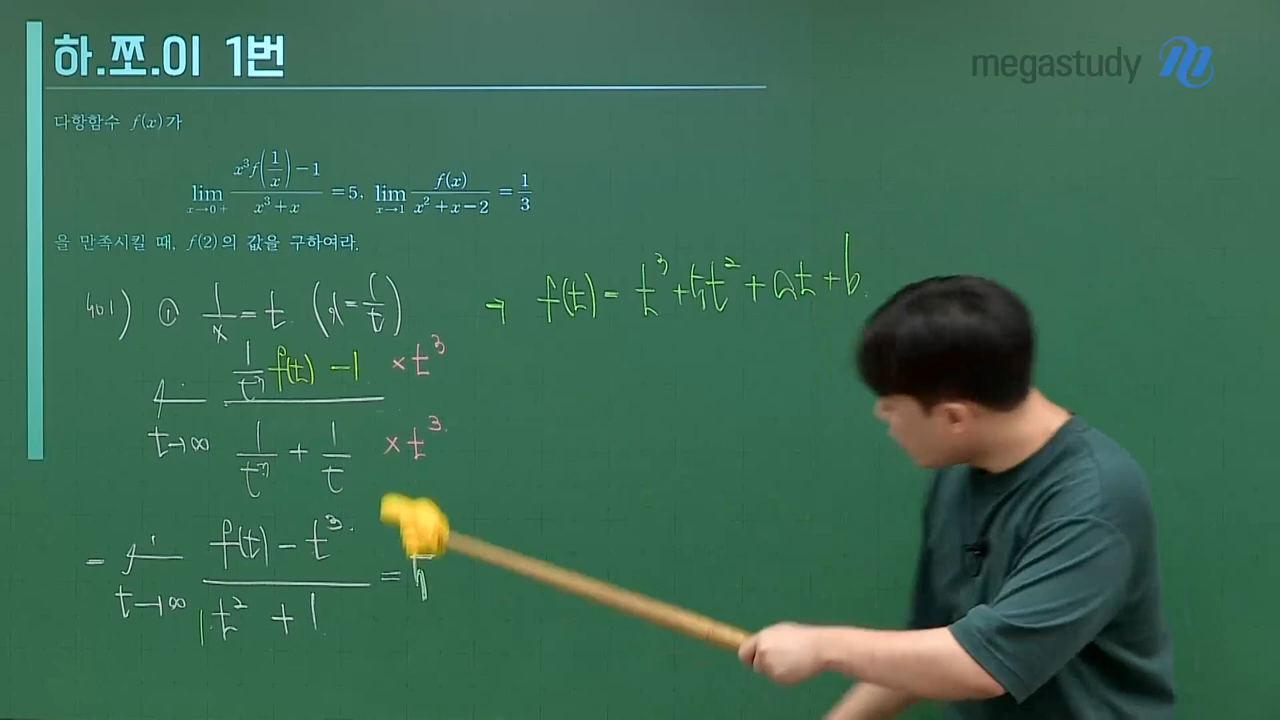 하.쪼.이 1번
megastudy
다항함수 f(x)가
lim x→0+ (x³f(1/x)-1)/(x³+x) = 5, lim x→1 f(x)/(x²+x-2) = 1/3
을 만족시킬 때, f(2)의 값을 구하여라.
① 1/x = t (x = 1/t) → f(t) = t³+5t²+at+b
lim t→∞ (1/t³ f(t) - 1)/(1/t³ + 1/t) ×t³ ×t³
= lim t→∞ (f(t) - t³)/(1·t² + 1) = 5